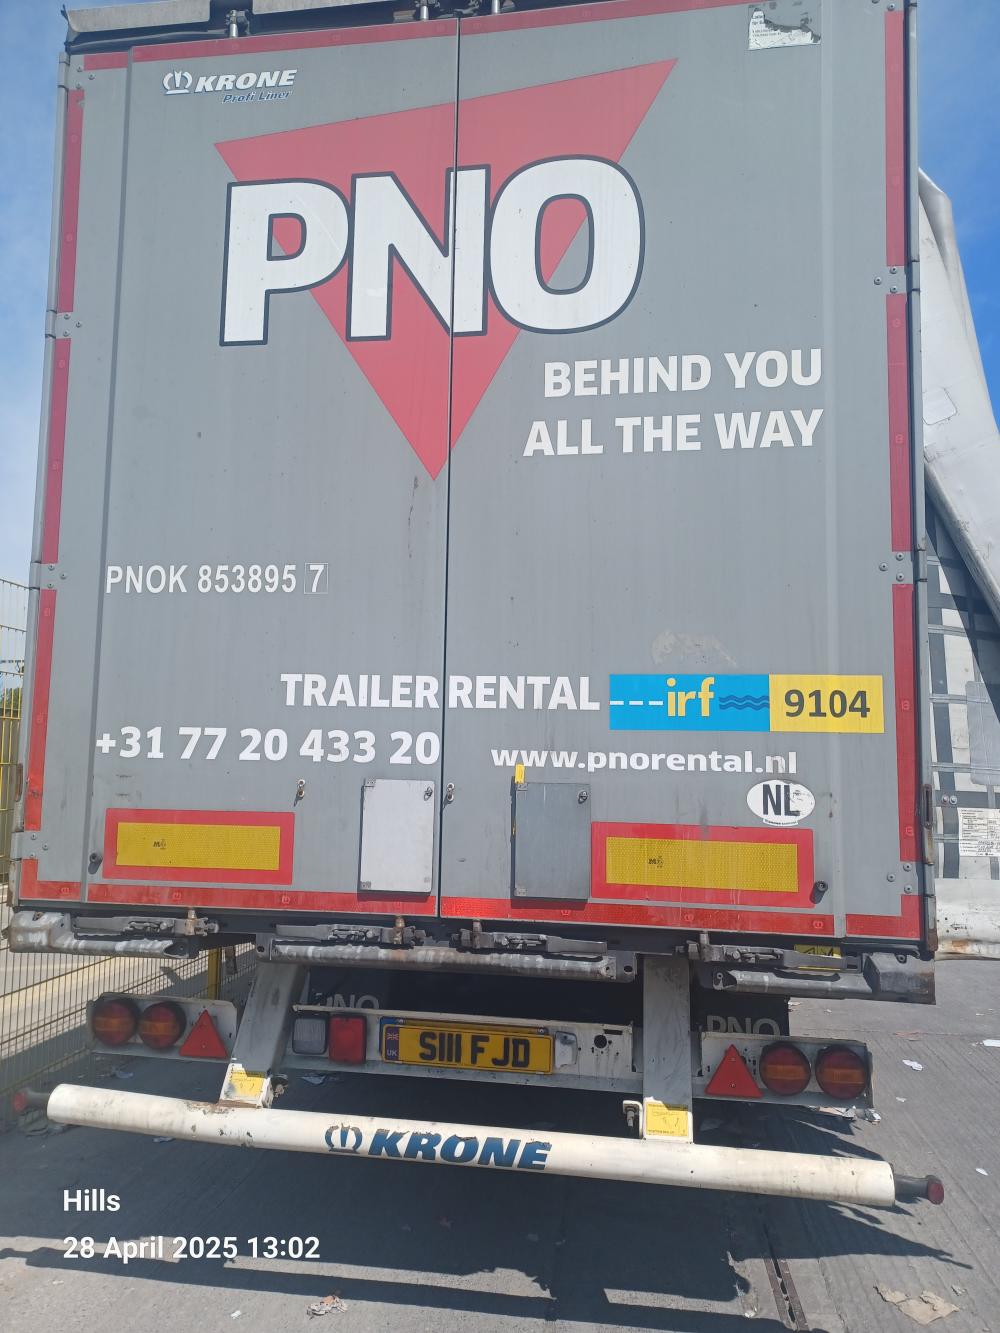 KRONE
Profi Liner
PNO
BEHIND YOU
ALL THE WAY
PNOK 853895 7
TRAILER RENTAL ---irf 9104
+31 77 20 433 20
www.pnorental.nl
NL
PNO
PNO
UK
S111 FJD
KRONE
Hills
28 April 2025 13:02